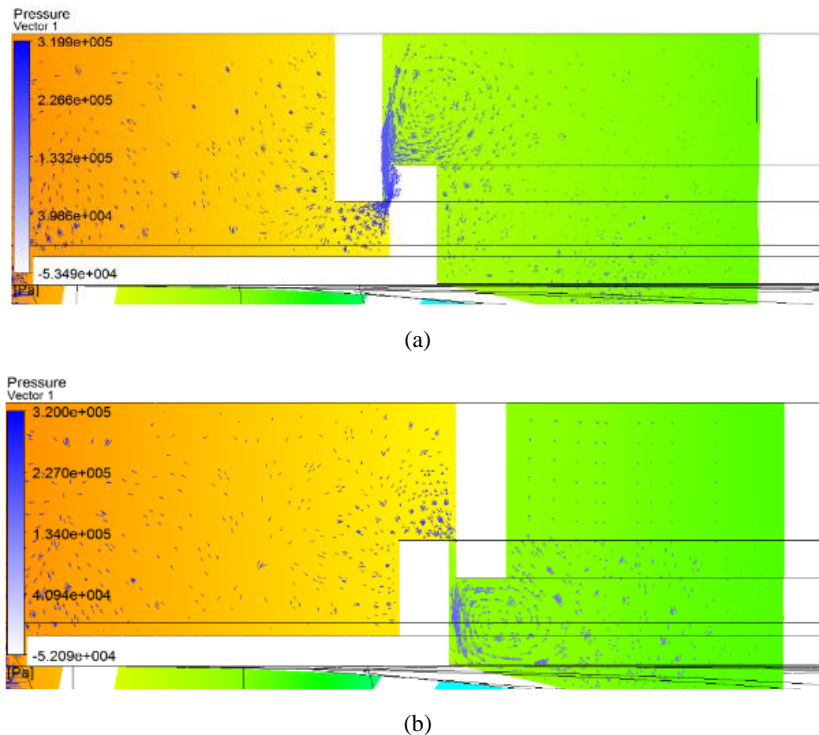 Pressure
Vector 1
3.199e+005
2.266e+005
1.332e+005
3.986e+004
-5.349e+004
[Pa]
(a)
Pressure
Vector 1
3.200e+005
2.270e+005
1.340e+005
4.094e+004
-5.209e+004
[Pa]
(b)